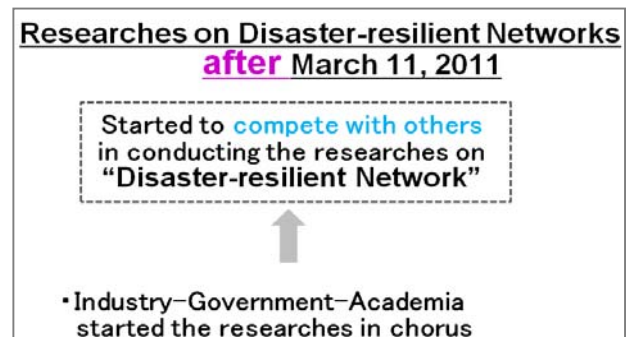 Researches on Disaster-resilient Networks
after March 11, 2011
Started to compete with others
in conducting the researches on
“Disaster-resilient Network”
・Industry-Government-Academia
started the researches in chorus